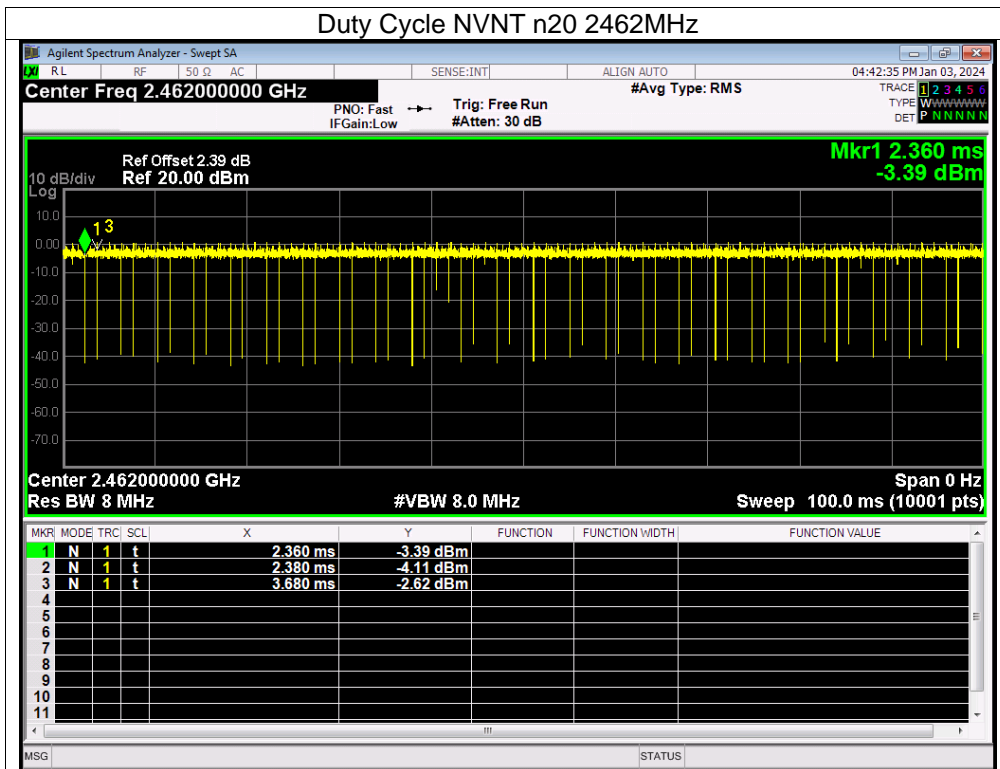 Duty Cycle NVNT n20 2462MHz
Agilent Spectrum Analyzer - Swept SA
LXI RL RF 50 Ω AC SENSE:INT ALIGN AUTO 04:42:35 PM Jan 03, 2024
Center Freq 2.462000000 GHz
#Avg Type: RMS
TRACE 1 2 3 4 5 6
PNO: Fast Trig: Free Run
TYPE WWWWWWW
IFGain:Low #Atten: 30 dB
DET P N N N N N
Mkr1 2.360 ms
-3.39 dBm
Ref Offset 2.39 dB
10 dB/div Ref 20.00 dBm
Log
10.0
1 3
0.00
-10.0
-20.0
-30.0
-40.0
-50.0
-60.0
-70.0
Center 2.462000000 GHz Span 0 Hz
Res BW 8 MHz #VBW 8.0 MHz Sweep 100.0 ms (10001 pts)
MKR MODE TRC SCL X Y FUNCTION FUNCTION WIDTH FUNCTION VALUE
1 N 1 t 2.360 ms -3.39 dBm
2 N 1 t 2.380 ms -4.11 dBm
3 N 1 t 3.680 ms -2.62 dBm
4
5
6
7
8
9
10
11
MSG STATUS